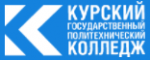 КУРСКИЙ
ГОСУДАРСТВЕННЫЙ
ПОЛИТЕХНИЧЕСКИЙ
КОЛЛЕДЖ